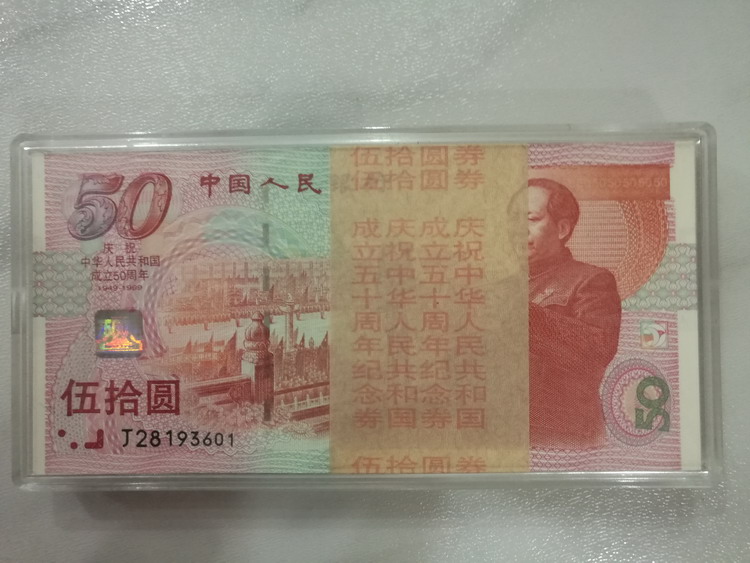 50
中国人民
庆祝
中华人民共和国
成立50周年
1949-1999
伍拾圆
J28193601
伍拾圆券
伍拾圆券
庆祝中华人民共和国
成立五十周年纪念券
庆祝中华人民共和国
成立五十周年纪念券
伍拾圆券
50